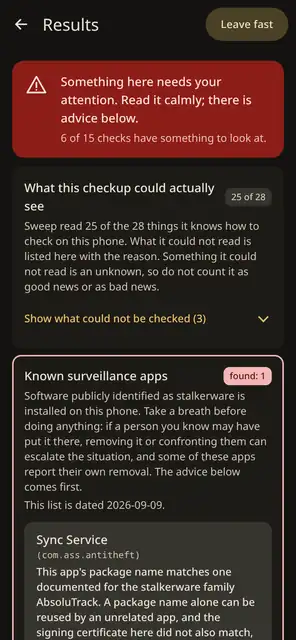 Results
Leave fast
Something here needs your
attention. Read it calmly; there is
advice below.
6 of 15 checks have something to look at.
What this checkup could actually
see
25 of 28
Sweep read 25 of the 28 things it knows how to
check on this phone. What it could not read is
listed here with the reason. Something it could
not read is an unknown, so do not count it as
good news or as bad news.
Show what could not be checked (3)
Known surveillance apps
found: 1
Software publicly identified as stalkerware is
installed on this phone. Take a breath before
doing anything: if a person you know may have
put it there, removing it or confronting them can
escalate the situation, and some of these apps
report their own removal. The advice below
comes first.
This list is dated 2026-09-09.
Sync Service
(com.ass.antitheft)
This app's package name matches one
documented for the stalkerware family
AbsoluTrack. A package name alone can be
reused by an unrelated app, and the
signing certificate here did not also match,